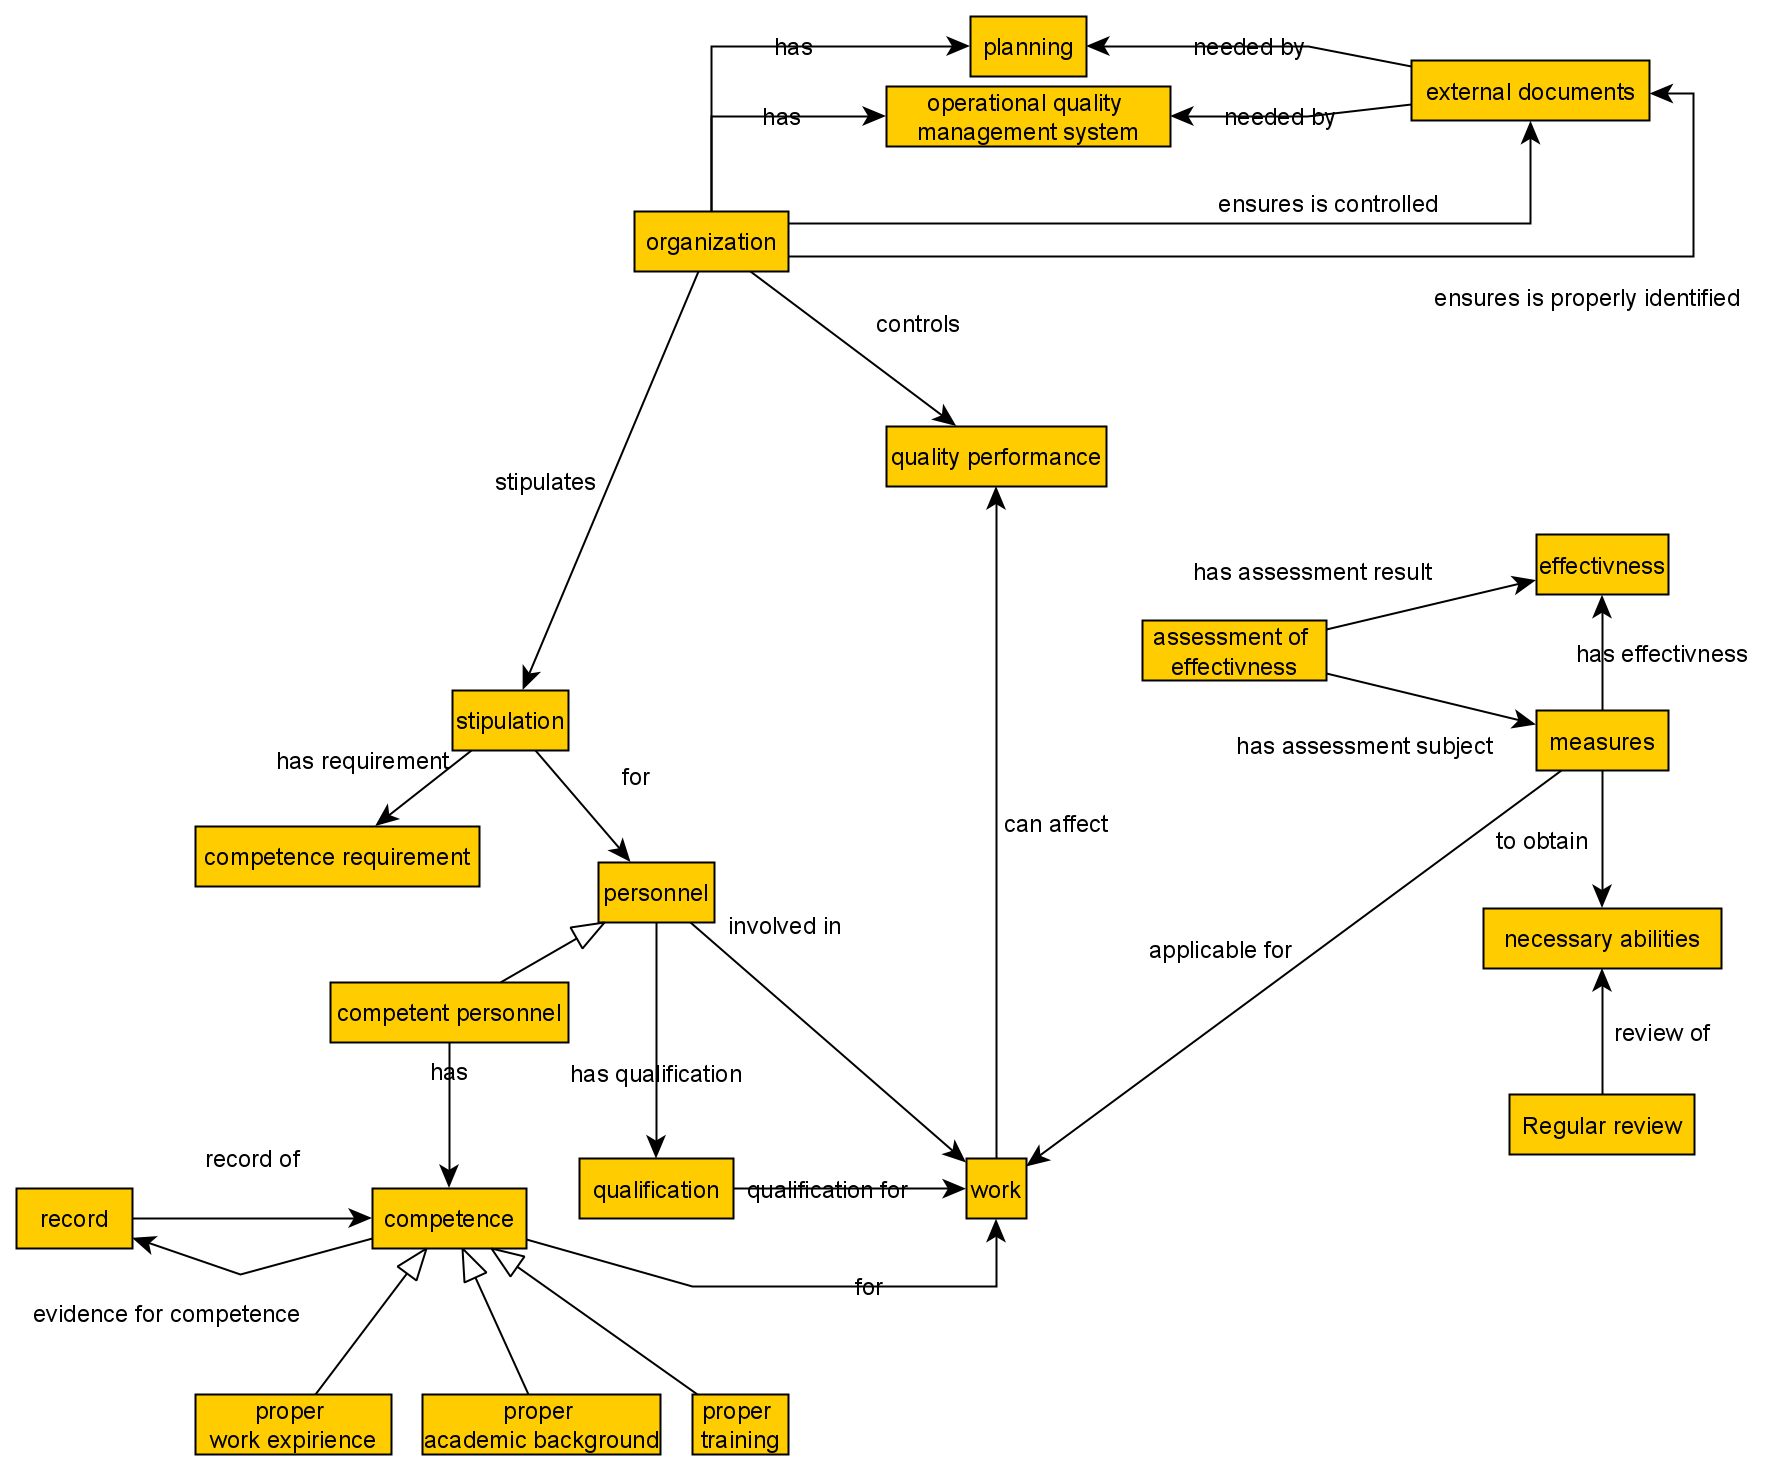 has
planning
needed by
external documents
has
operational quality
management system
needed by
ensures is controlled
organization
ensures is properly identified
controls
quality performance
stipulates
effectivness
has assessment result
assessment of
effectivness
has effectivness
stipulation
measures
has assessment subject
has requirement
for
can affect
to obtain
competence requirement
personnel
involved in
necessary abilities
applicable for
competent personnel
review of
has
has qualification
Regular review
record of
qualification
qualification for
work
record
competence
for
evidence for competence
proper
work expirience
proper
academic background
proper
training